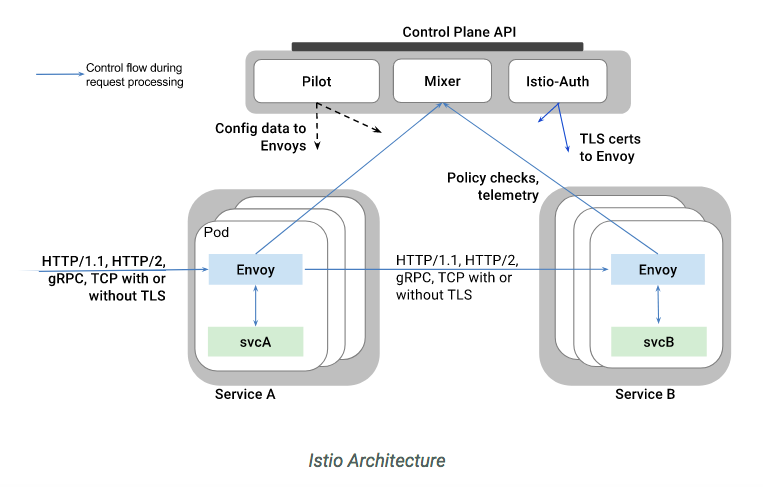 Control Plane API
Control flow during
request processing
Pilot
Mixer
Istio-Auth
Config data to
Envoys
TLS certs
to Envoy
Policy checks,
telemetry
Pod
HTTP/1.1, HTTP/2,
gRPC, TCP with or
without TLS
Envoy
HTTP/1.1, HTTP/2,
gRPC, TCP with or
without TLS
Envoy
svcA
svcB
Service A
Service B
Istio Architecture